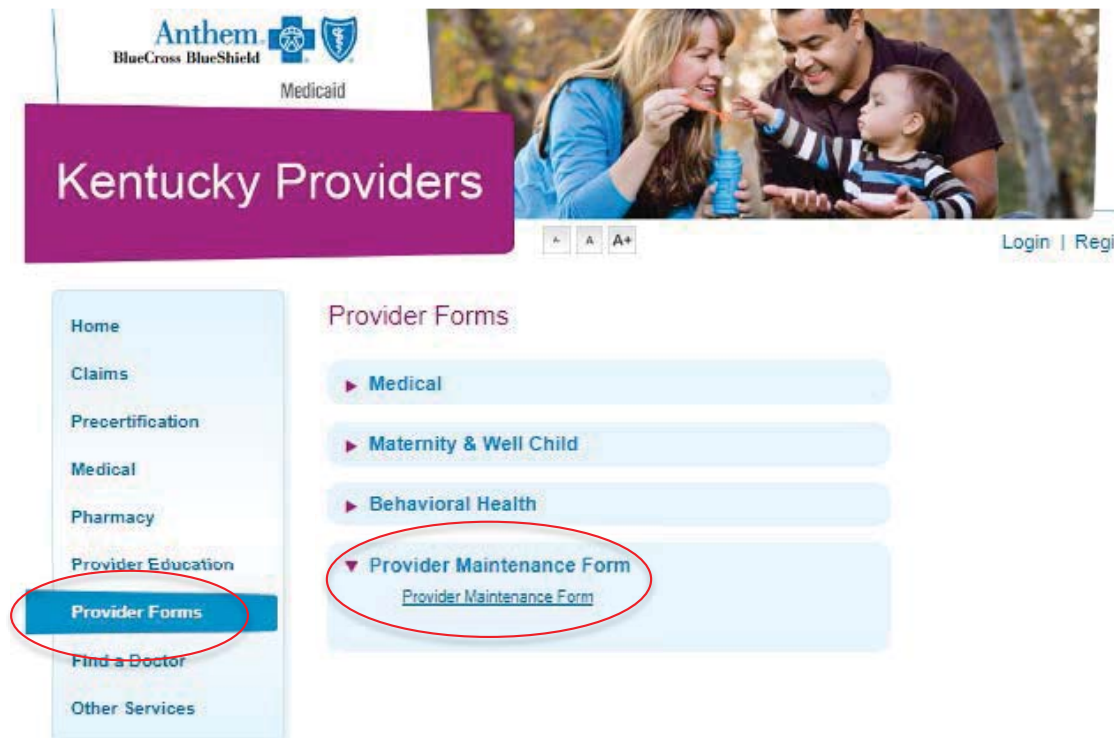 Anthem
BlueCross BlueShield
Medicaid
Kentucky Providers
A- A A+
Login | Regi
Home
Claims
Precertification
Medical
Pharmacy
Provider Education
Provider Forms
Find a Doctor
Other Services
Provider Forms
Medical
Maternity & Well Child
Behavioral Health
Provider Maintenance Form
Provider Maintenance Form